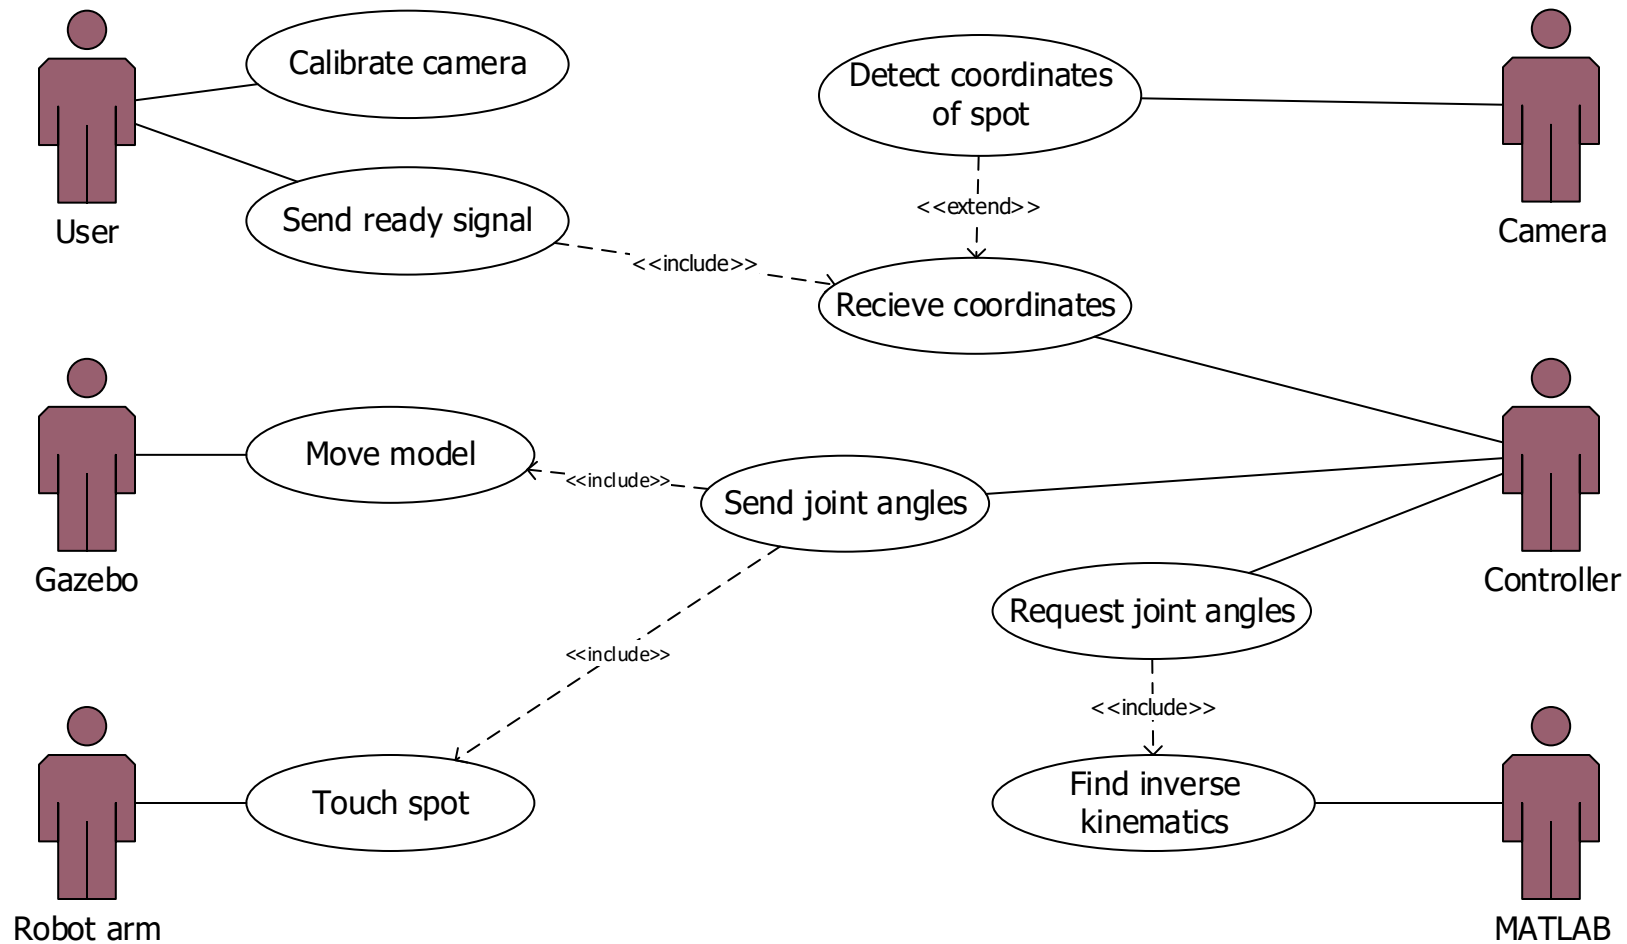 Calibrate camera
Detect coordinates
of spot
<<extend>>
Send ready signal
User
Camera
<<include>>
Recieve coordinates
Move model
<<include>>
Send joint angles
Gazebo
Controller
Request joint angles
<<include>>
<<include>>
Find inverse
kinematics
Touch spot
Robot arm
MATLAB